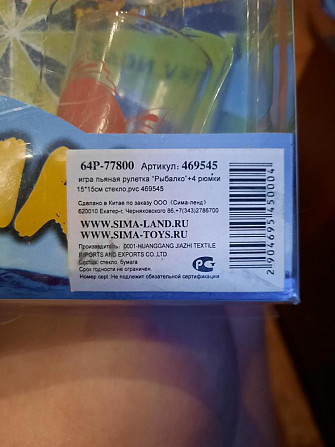 64P-77800 Артикул: 469545
игра пьяная рулетка "Рыбалко"+4 рюмки
15*15см стекло,pvc 469545
Сделано в Китае по заказу ООО (Сима-ленд)
620010 Екатер-г, Черняховского 86,+7(343)2786700
WWW.SIMA-LAND.RU
WWW.SIMA-TOYS.RU
Производитель: 0001-HUANGGANG JIAZHI TEXTILE
IMPORTS AND EXPORTS CO.,LTD
Состав: стекло, бумага
Срок годности не ограничен.
Номер серт: Не подлежит обязательной сертификации
РС
2904695450004